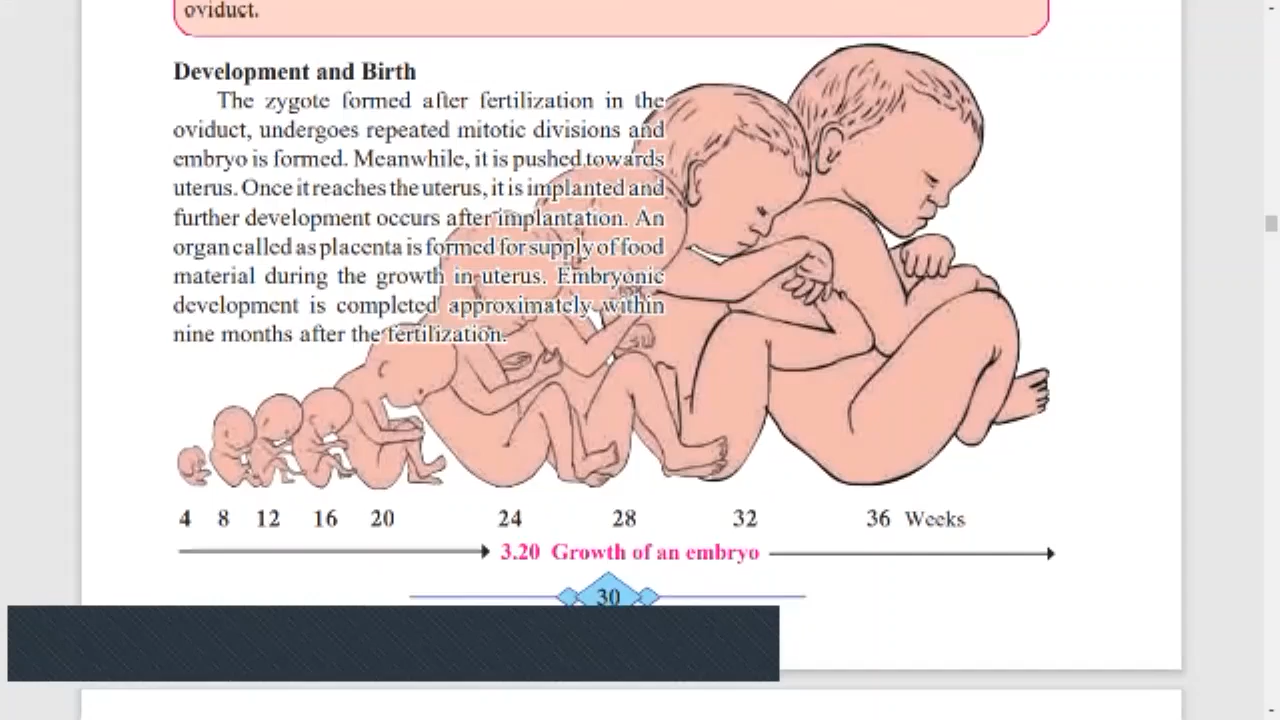 oviduct.
Development and Birth
The zygote formed after fertilization in the
oviduct, undergoes repeated mitotic divisions and
embryo is formed. Meanwhile, it is pushed towards
uterus. Once it reaches the uterus, it is implanted and
further development occurs after implantation. An
organ called as placenta is formed for supply of food
material during the growth in uterus. Embryonic
development is completed approximately within
nine months after the fertilization.
4 8 12 16 20 24 28 32 36 Weeks
3.20 Growth of an embryo
30